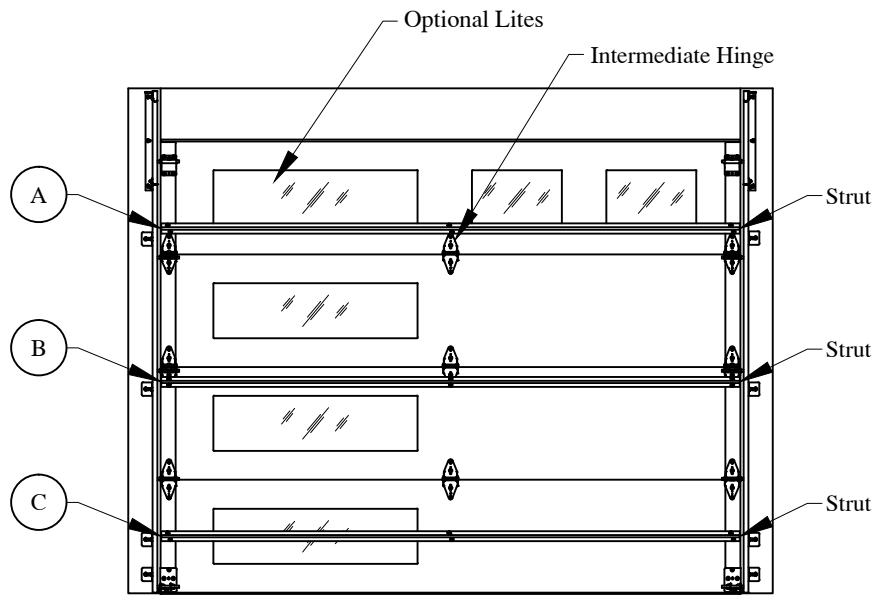 Optional Lites
Intermediate Hinge
A
Strut
B
Strut
C
Strut